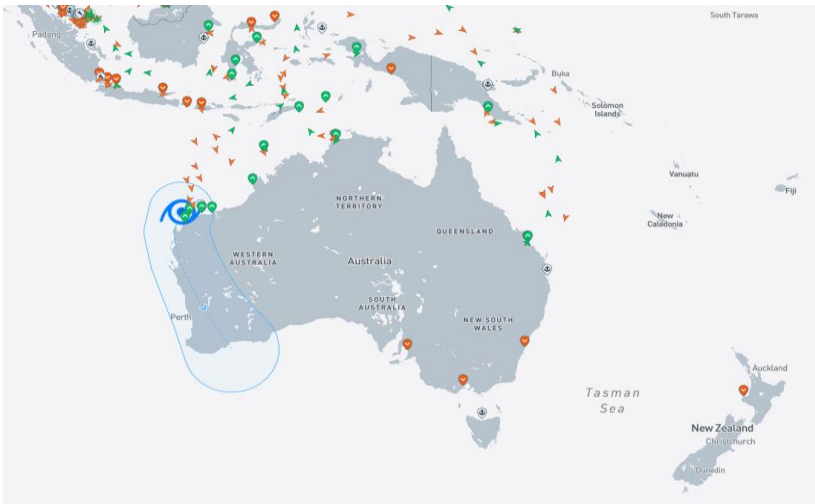 South Tarawa
Padang
Buka
Solomon
Islands
Vanuatu
Fiji
NORTHERN
TERRITORY
New
Caledonia
QUEENSLAND
WESTERN
AUSTRALIA
Australia
SOUTH
AUSTRALIA
Perth
NEW SOUTH
WALES
Auckland
Tasman
Sea
New Zealand
Christchurch
Dunedin